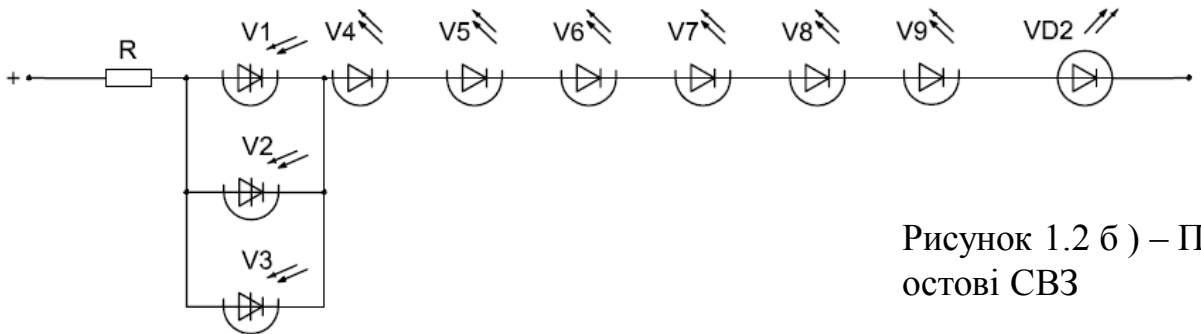 V1 V4 V5 V6 V7 V8 V9 VD2
R
+
V2
V3
Рисунок 1.2 б ) – П
остові СВЗ